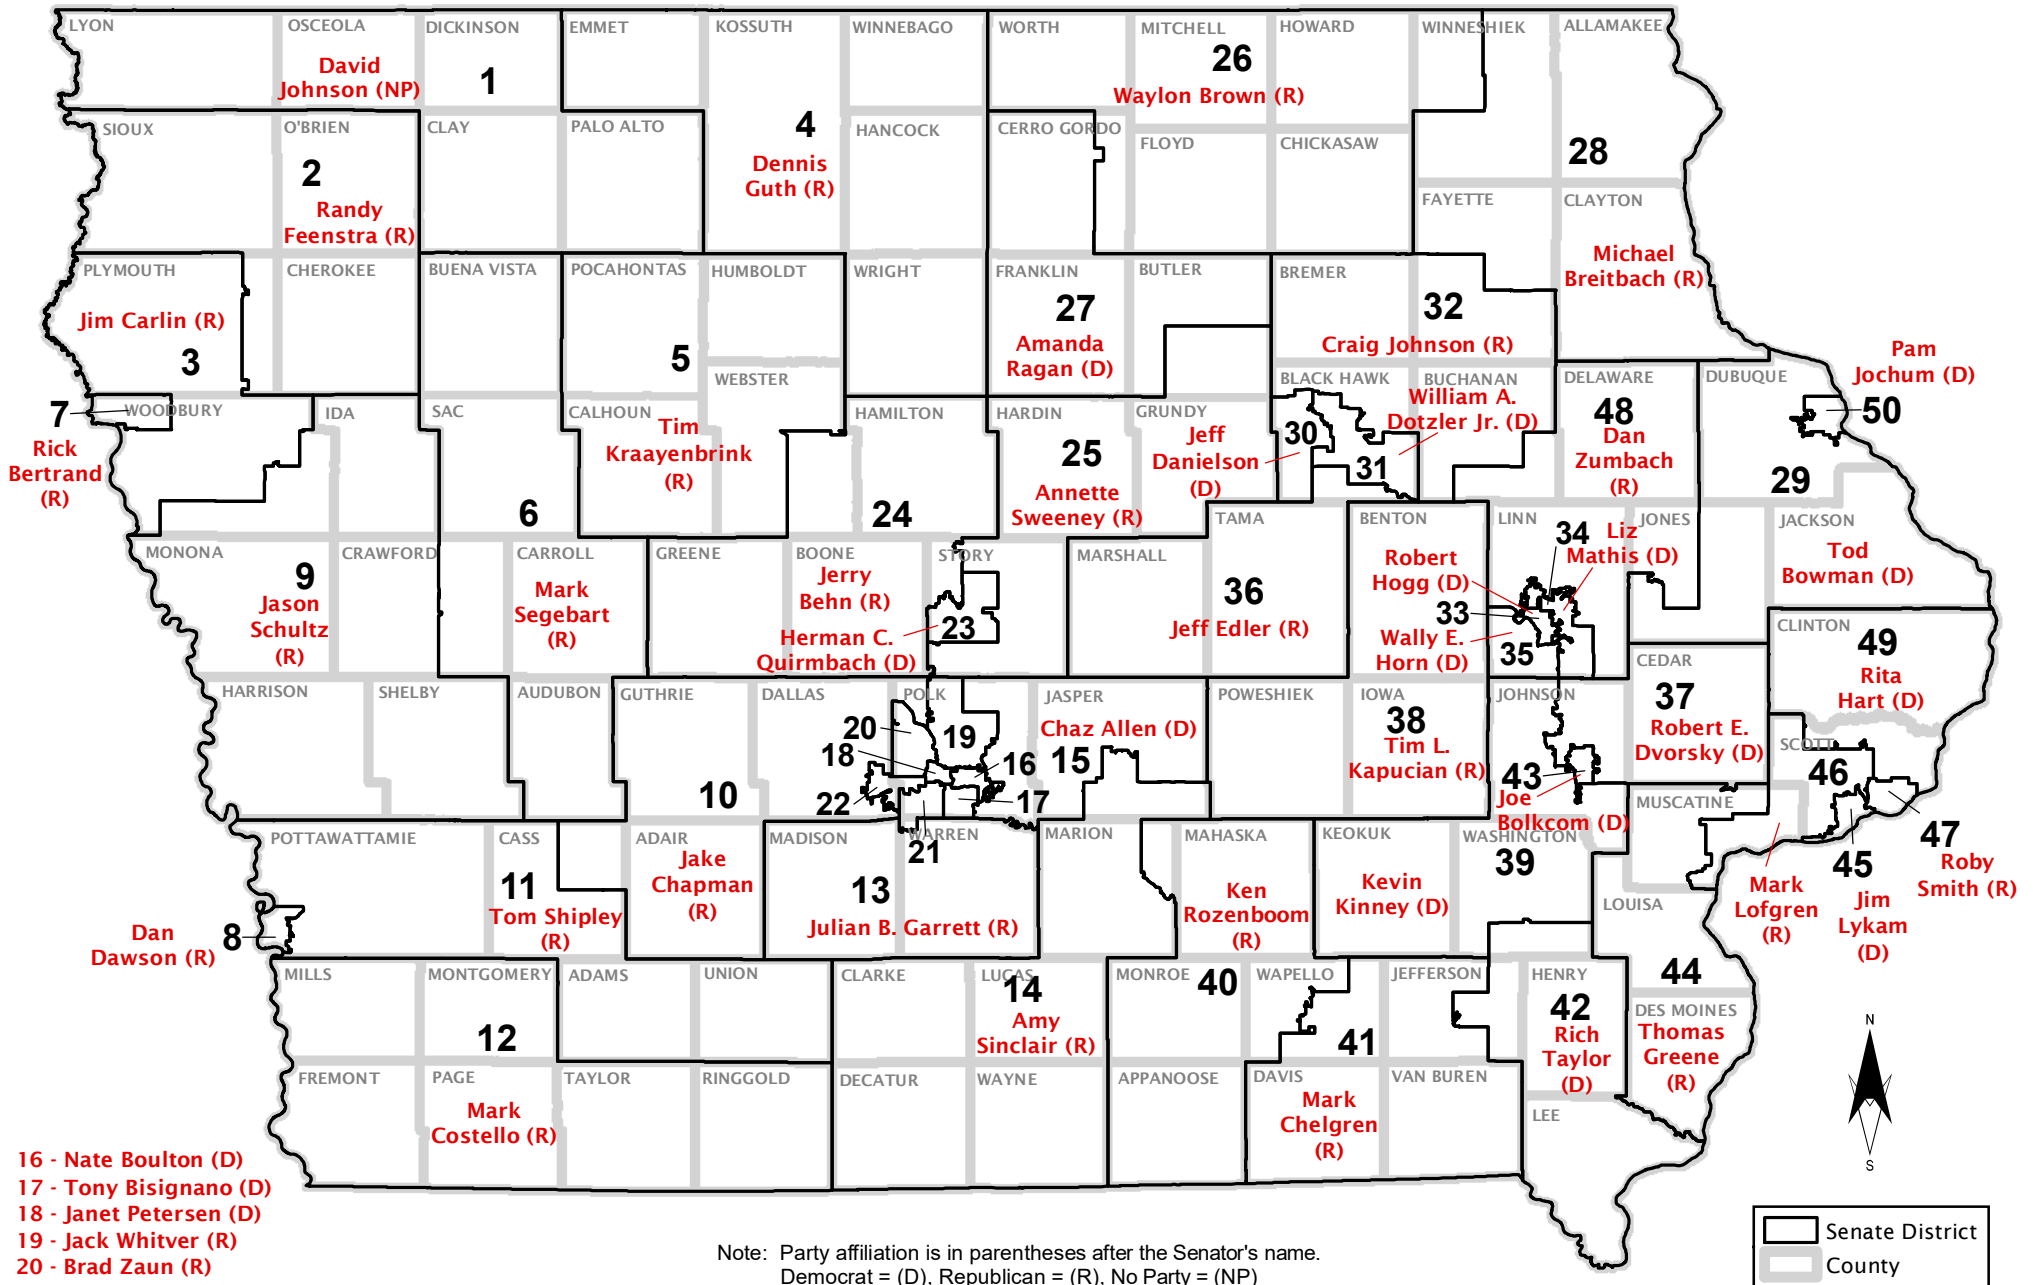 LYON
OSCEOLA
DICKINSON
EMMET
KOSSUTH
WINNEBAGO
WORTH
MITCHELL
HOWARD
WINNESHIEK
ALLAMAKEE
David
Johnson (NP)
1
26
Waylon Brown (R)
SIOUX
O'BRIEN
CLAY
PALO ALTO
4
Dennis
Guth (R)
HANCOCK
CERRO GORDO
FLOYD
CHICKASAW
28
2
Randy
Feenstra (R)
FAYETTE
CLAYTON
Michael
Breitbach (R)
PLYMOUTH
CHEROKEE
BUENA VISTA
POCAHONTAS
HUMBOLDT
WRIGHT
FRANKLIN
BUTLER
BREMER
Jim Carlin (R)
3
5
27
Amanda
Ragan (D)
32
Craig Johnson (R)
Pam
Jochum (D)
50
WEBSTER
BLACK HAWK
BUCHANAN
DELAWARE
DUBUQUE
7
Rick
Bertrand
(R)
WOODBURY
IDA
SAC
CALHOUN
Tim
Kraayenbrink
(R)
HAMILTON
HARDIN
GRUNDY
William A.
Dotzler Jr. (D)
48
Dan
Zumbach
(R)
Jeff
Danielson
(D)
30
31
25
Annette
Sweeney (R)
29
6
24
TAMA
BENTON
LINN
JONES
JACKSON
MONONA
CRAWFORD
CARROLL
GREENE
BOONE
STORY
MARSHALL
34
Liz
Mathis (D)
Robert
Hogg (D)
Tod
Bowman (D)
9
Jason
Schultz
(R)
Mark
Segebart
(R)
Jerry
Behn (R)
Herman C.
Quirmbach (D)
23
36
Jeff Edler (R)
33
Wally E.
Horn (D)
35
CLINTON
49
Rita
Hart (D)
HARRISON
SHELBY
AUDUBON
GUTHRIE
DALLAS
POLK
JASPER
POWESHIEK
IOWA
JOHNSON
CEDAR
20
19
18
16
22
17
21
Chaz Allen (D)
15
38
Tim L.
Kapucian (R)
37
Robert E.
Dvorsky (D)
SCOTT
46
43
Joe
Bolkcom (D)
10
MUSCATINE
POTTAWATTAMIE
CASS
ADAIR
MADISON
WARREN
MARION
MAHASKA
KEOKUK
WASHINGTON
39
47
Roby
Smith (R)
45
Jim
Lykam
(D)
Mark
Lofgren
(R)
11
Tom Shipley
(R)
Jake
Chapman
(R)
13
Julian B. Garrett (R)
Ken
Rozenboom
(R)
Kevin
Kinney (D)
LOUISA
Dan
Dawson (R)
8
MILLS
MONTGOMERY
ADAMS
UNION
CLARKE
LUCAS
MONROE
WAPELLO
JEFFERSON
HENRY
44
DES MOINES
12
14
Amy
Sinclair (R)
40
41
42
Rich
Taylor
(D)
Thomas
Greene
(R)
FREMONT
PAGE
TAYLOR
RINGGOLD
DECATUR
WAYNE
APPANOOSE
DAVIS
VAN BUREN
LEE
Mark
Costello (R)
Mark
Chelgren
(R)
N
S
16 - Nate Boulton (D)
17 - Tony Bisignano (D)
18 - Janet Petersen (D)
19 - Jack Whitver (R)
20 - Brad Zaun (R)
Note: Party affiliation is in parentheses after the Senator's name.
Democrat = (D), Republican = (R), No Party = (NP)
Senate District
County